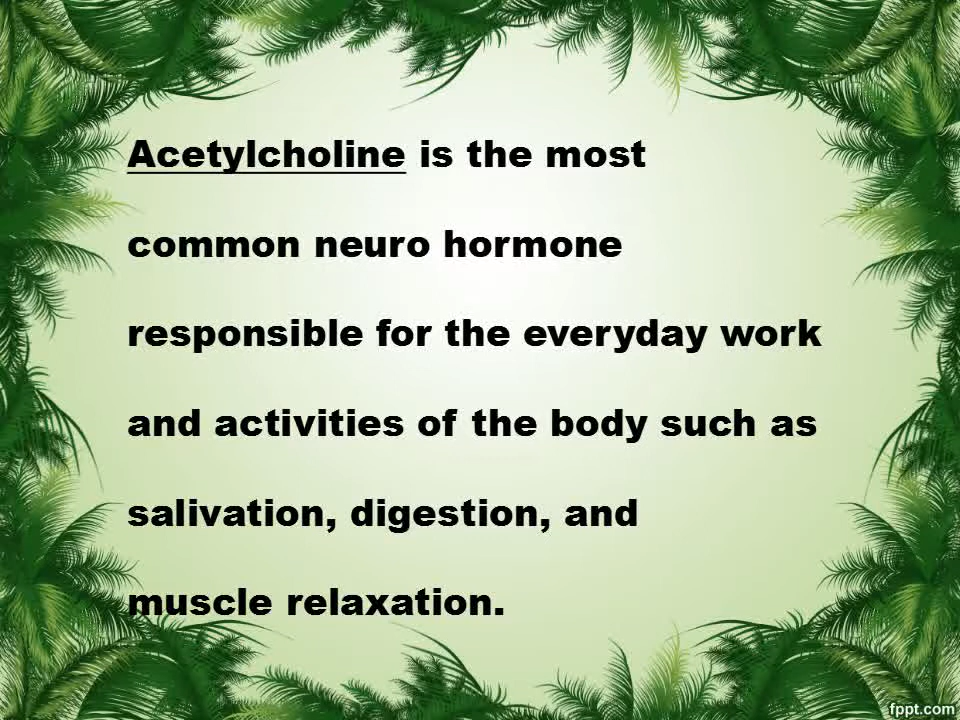 Acetylcholine is the most
common neuro hormone
responsible for the everyday work
and activities of the body such as
salivation, digestion, and
muscle relaxation.
fppt.com